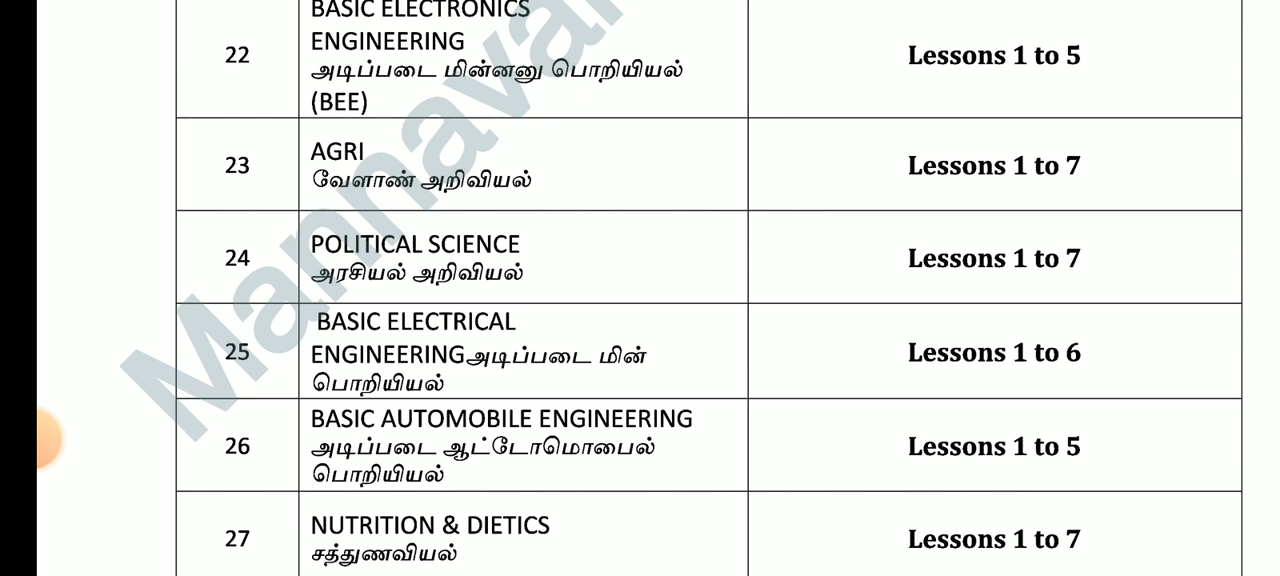 BASIC ELECTRONICS
ENGINEERING
22
Lessons 1 to 5
அடிப்படை மின்னனு பொறியியல்
(BEE)
AGRI
23
Lessons 1 to 7
வேளாண் அறிவியல்
POLITICAL SCIENCE
24
Lessons 1 to 7
அரசியல் அறிவியல்
BASIC ELECTRICAL
25
ENGINEERINGஅடிப்படை மின்
Lessons 1 to 6
பொறியியல்
BASIC AUTOMOBILE ENGINEERING
26
அடிப்படை ஆட்டோமொபைல்
Lessons 1 to 5
பொறியியல்
NUTRITION & DIETICS
27
Lessons 1 to 7
சத்துணவியல்